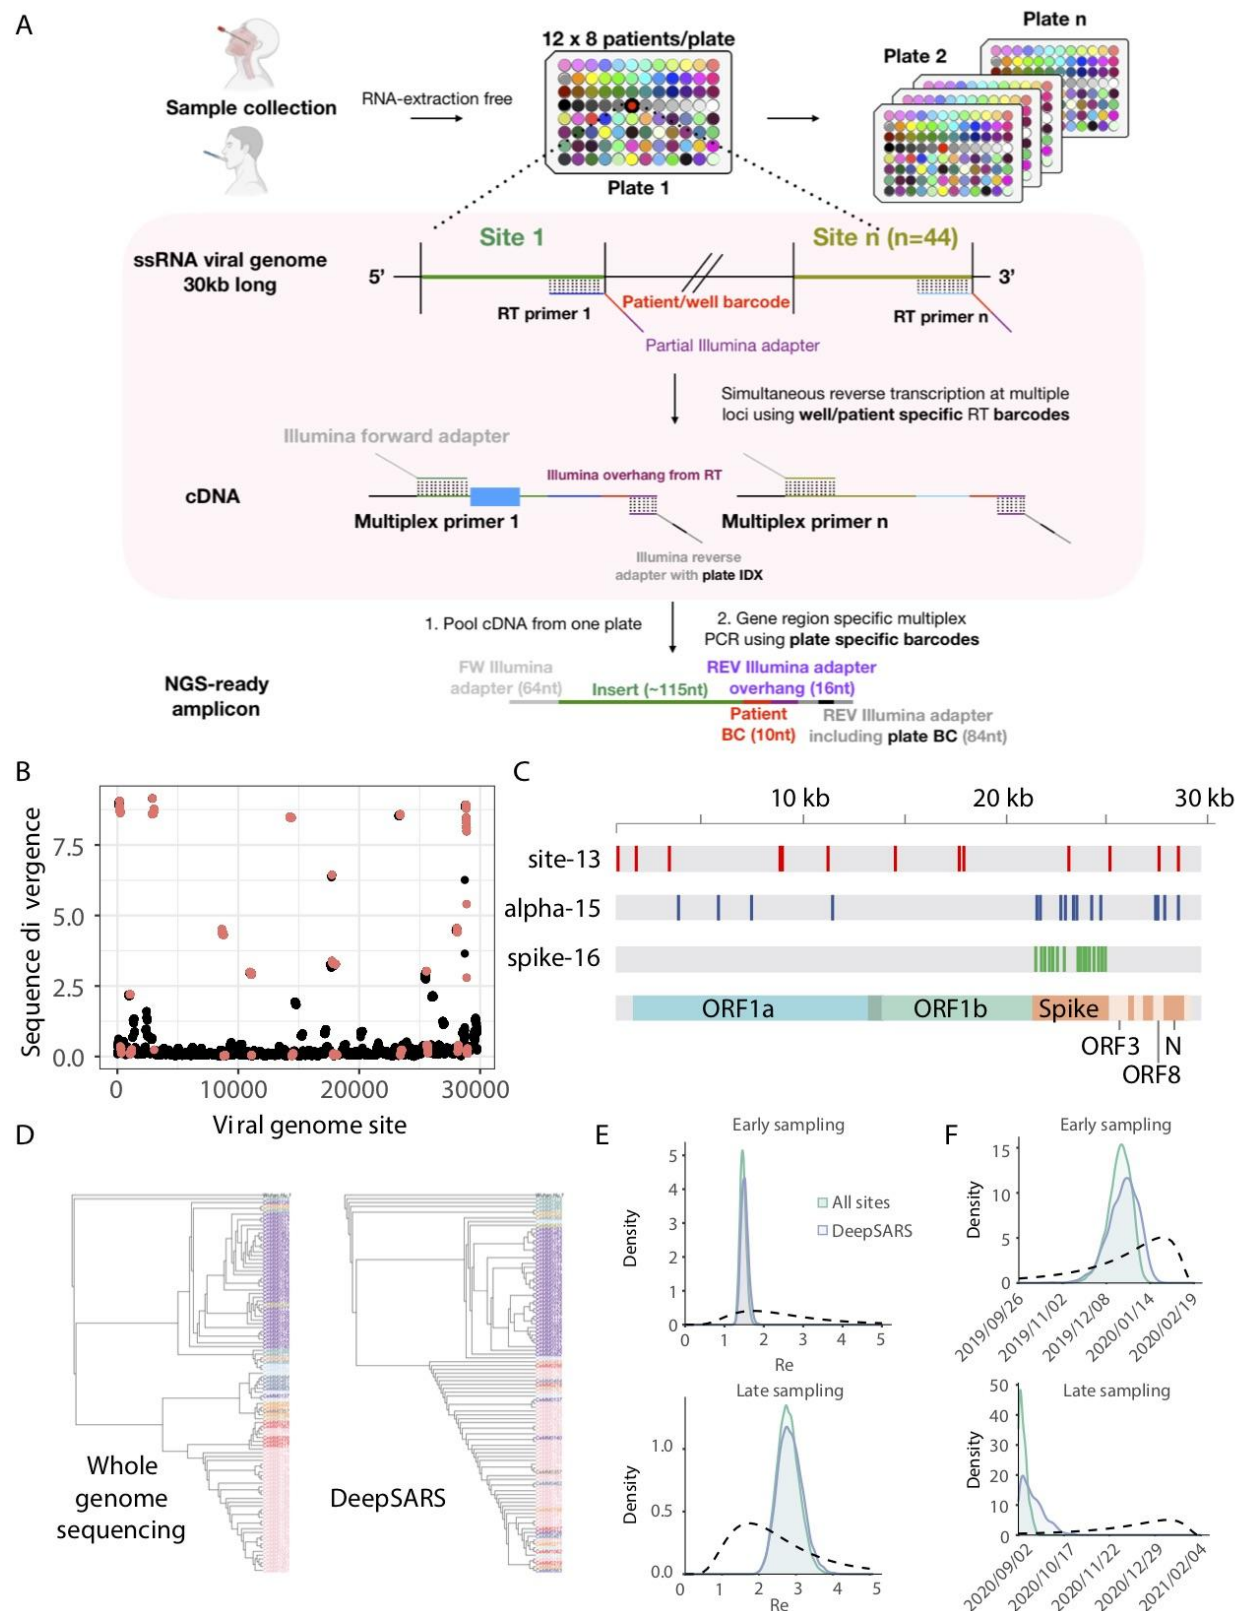 A
Sample collection
RNA-extraction free
12 x 8 patients/plate
Plate 1
Plate 2
Plate n
ssRNA viral genome
30kb long
5’
Site 1
Site n (n=44)
3’
RT primer 1
Patient/well barcode
RT primer n
Partial Illumina adapter
Simultaneous reverse transcription at multiple
loci using well/patient specific RT barcodes
Illumina forward adapter
cDNA
Illumina overhang from RT
Multiplex primer 1
Multiplex primer n
Illumina reverse
adapter with plate IDX
1. Pool cDNA from one plate
2. Gene region specific multiplex
PCR using plate specific barcodes
NGS-ready
amplicon
FW Illumina
adapter (64nt)
Insert (~115nt)
REV Illumina adapter
overhang (16nt)
Patient
BC (10nt)
REV Illumina adapter
including plate BC (84nt)
B
Sequence di vergence
7.5
5.0
2.5
0.0
0
10000
20000
30000
Viral genome site
C
10 kb
20 kb
30 kb
site-13
alpha-15
spike-16
ORF1a
ORF1b
Spike
ORF3
N
ORF8
D
Whole
genome
sequencing
DeepSARS
E
Early sampling
Density
5
4
3
2
1
0
All sites
DeepSARS
0
1
2
3
4
5
Re
Late sampling
Density
1.0
0.5
0.0
0
1
2
3
4
5
Re
F
Early sampling
Density
15
10
5
0
2019/09/26
2019/11/02
2019/12/08
2020/01/14
2020/02/19
Late sampling
Density
50
40
30
20
10
0
2020/09/02
2020/10/17
2020/11/22
2020/12/29
2021/02/04